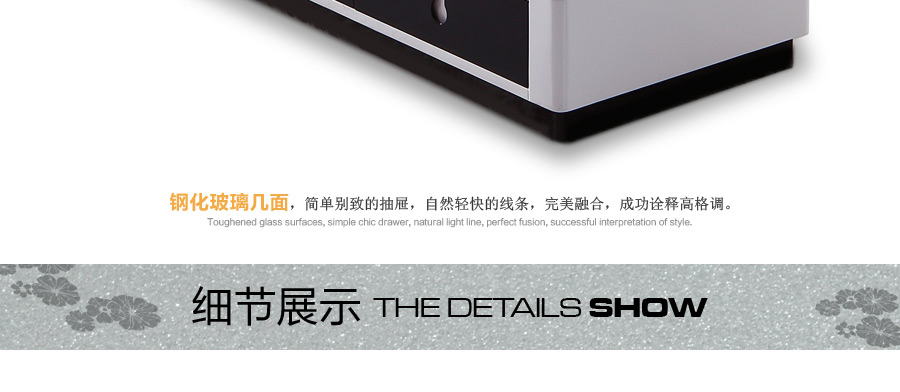 钢化玻璃几面，简单别致的抽屉，自然轻快的线条，完美融合，成功诠释高格调。
Toughened glass surfaces, simple chic drawer, natural light line, perfect fusion, successful interpretation of style.
细节展示 THE DETAILS SHOW